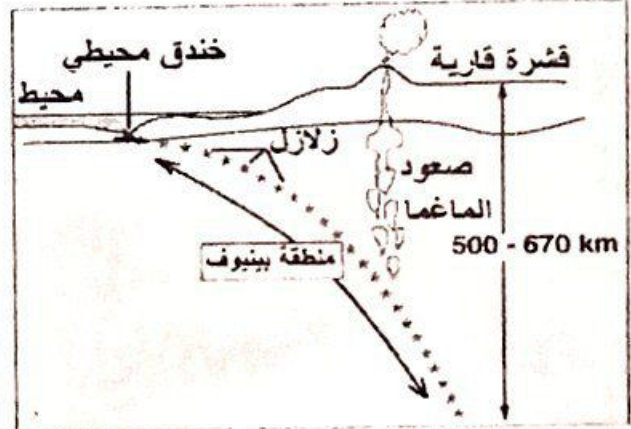 خندق محيطي
قشرة قارية
محيط
زلازل
صعود
الماغما
500 - 670 km
منطقة بينيوف